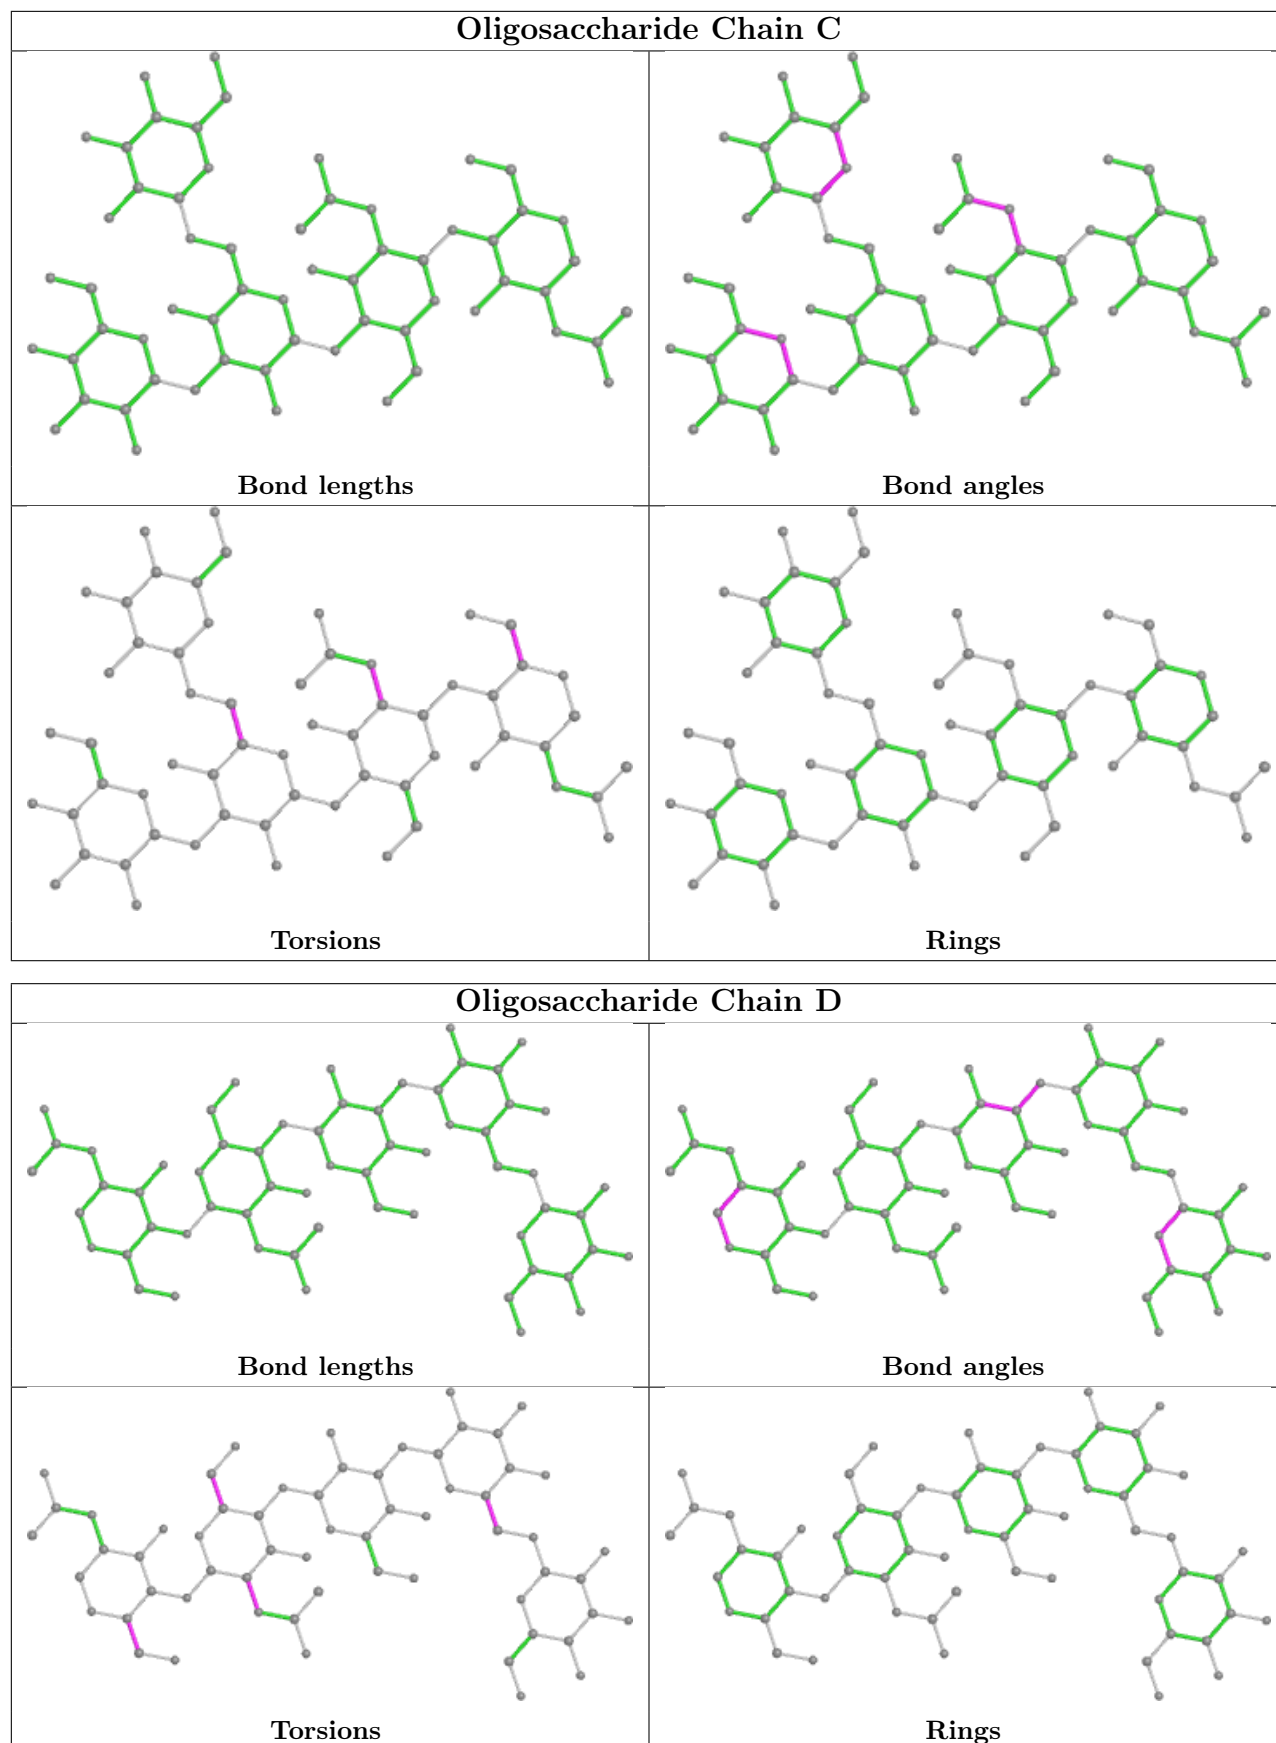 Oligosaccharide Chain C
Bond lengths
Bond angles
Torsions
Rings
Oligosaccharide Chain D
Bond lengths
Bond angles
Torsions
Rings